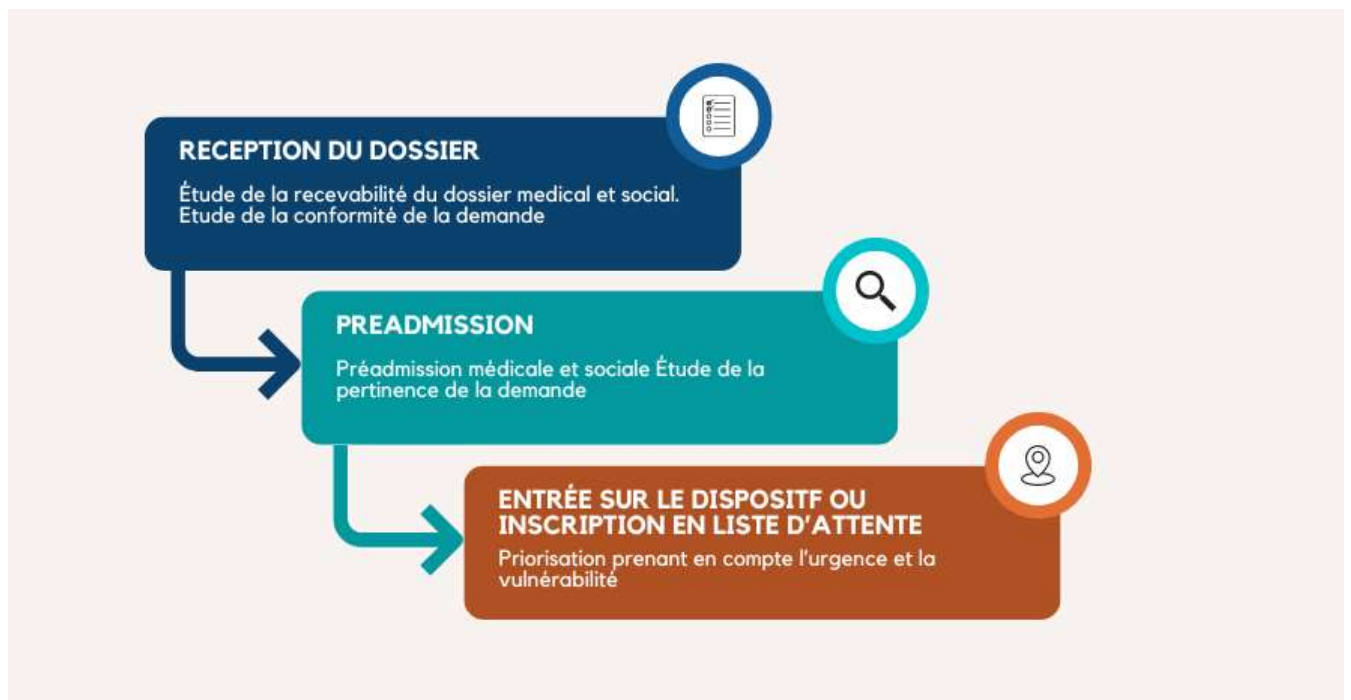 RECEPTION DU DOSSIER
Étude de la recevabilité du dossier medical et social.
Etude de la conformité de la demande
PREADMISSION
Préadmission médicale et sociale Étude de la
pertinence de la demande
ENTRÉE SUR LE DISPOSITF OU
INSCRIPTION EN LISTE D'ATTENTE
Priorisation prenant en compte l'urgence et la
vulnérabilité